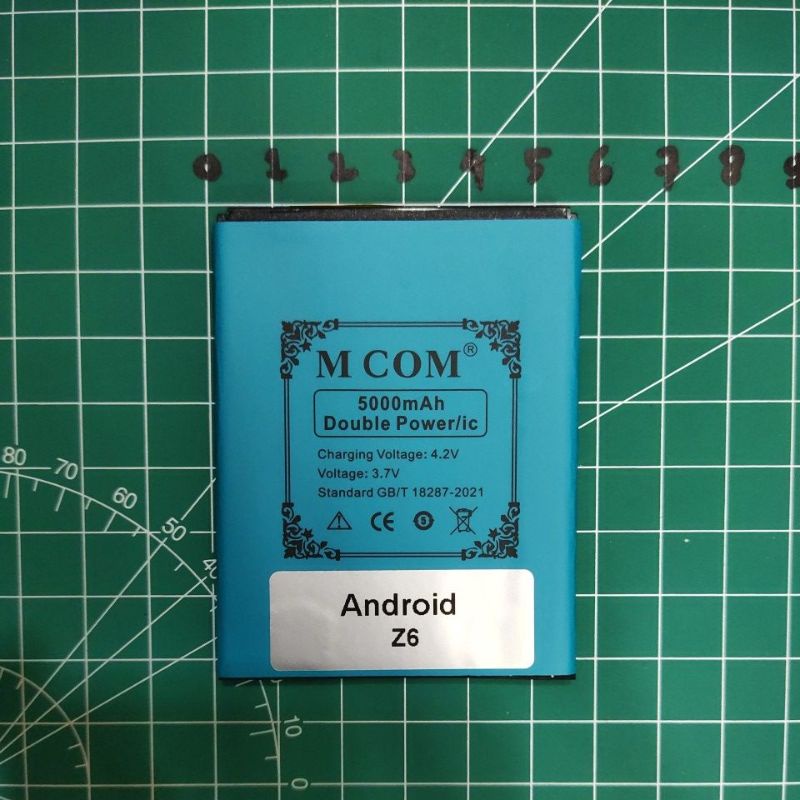 0 1 2 3 4 5 6 7 8 9
M COM®
5000mAh
Double Power/ic
Charging Voltage: 4.2V
Voltage: 3.7V
Standard GB/T 18287-2021
CE
Android
Z6
80
70
60
50
40
10
0